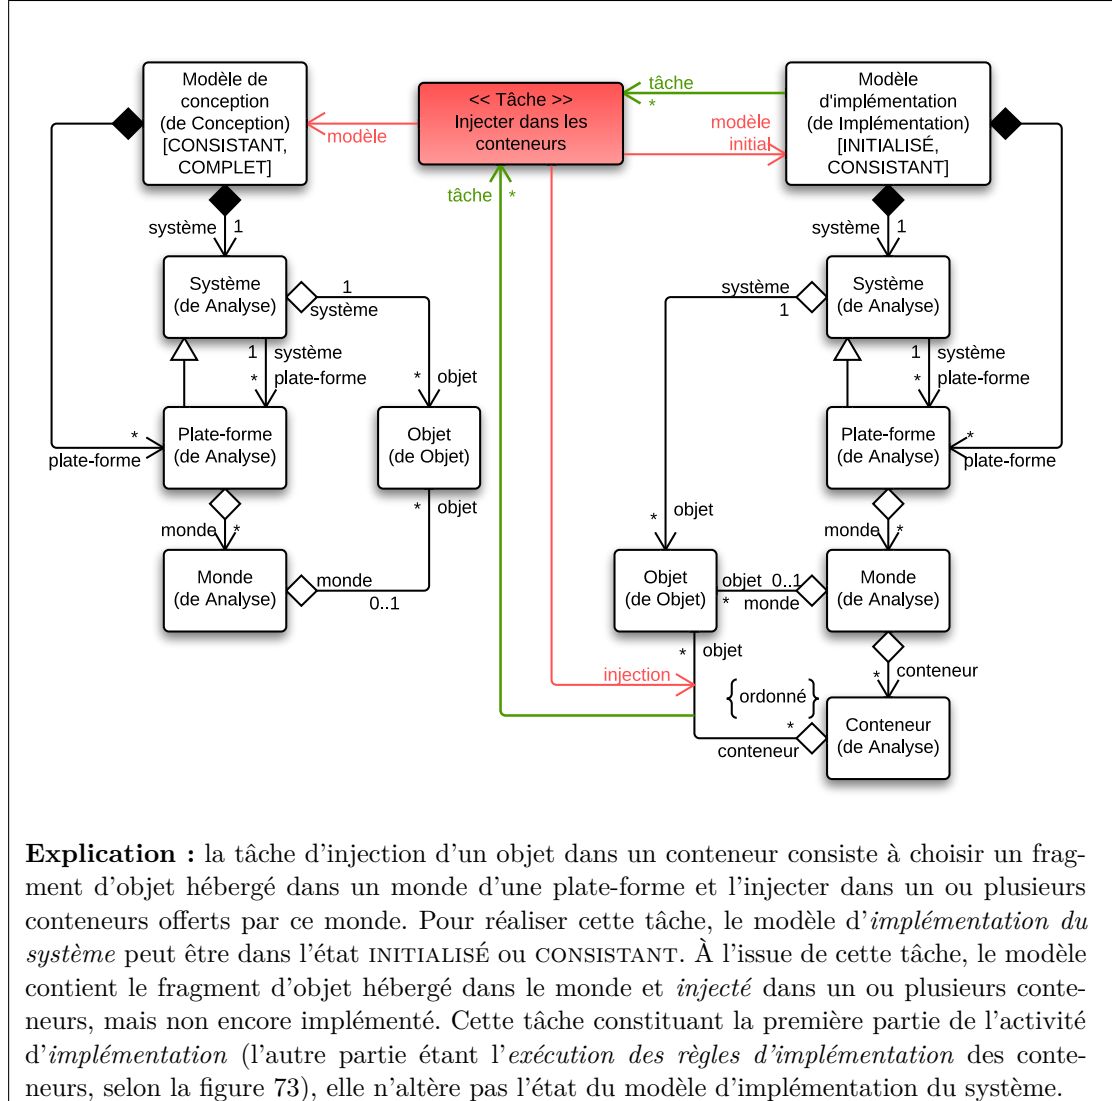 Modèle de
conception
(de Conception)
[CONSISTANT,
COMPLET]
<< Tâche >>
Injecter dans les
conteneurs
Modèle
d'implémentation
(de Implémentation)
[INITIALISÉ,
CONSISTANT]
modèle
tâche
*
modèle
initial
tâche *
système 1
système 1
Système
(de Analyse)
1
système
système
1
Système
(de Analyse)
1 système
* plate-forme
* objet
1 système
* plate-forme
*
plate-forme
Plate-forme
(de Analyse)
Objet
(de Objet)
Plate-forme
(de Analyse)
*
plate-forme
monde *
* objet
* objet
monde *
Monde
(de Analyse)
monde
0..1
Objet
(de Objet)
objet 0..1
* monde
Monde
(de Analyse)
* objet
injection
* conteneur
{ ordonné }
*
conteneur
Conteneur
(de Analyse)
Explication : la tâche d'injection d'un objet dans un conteneur consiste à choisir un frag-
ment d'objet hébergé dans un monde d'une plate-forme et l'injecter dans un ou plusieurs
conteneurs offerts par ce monde. Pour réaliser cette tâche, le modèle d'implémentation du
système peut être dans l'état INITIALISÉ ou CONSISTANT. À l'issue de cette tâche, le modèle
contient le fragment d'objet hébergé dans le monde et injecté dans un ou plusieurs conte-
neurs, mais non encore implémenté. Cette tâche constituant la première partie de l'activité
d'implémentation (l'autre partie étant l'exécution des règles d'implémentation des conte-
neurs, selon la figure 73), elle n'altère pas l'état du modèle d'implémentation du système.